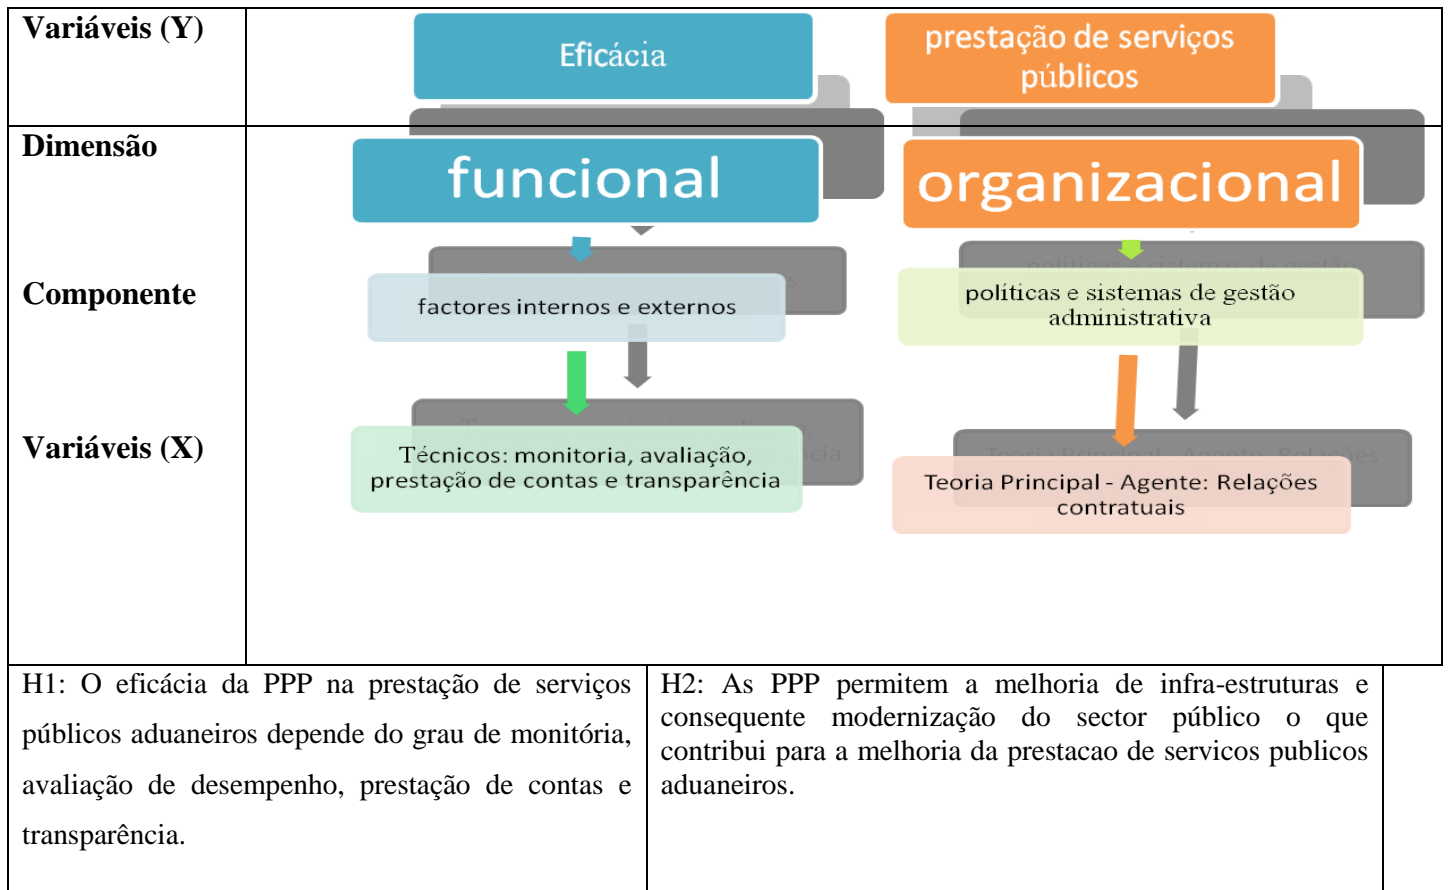 Variáveis (Y)
Eficácia
prestação de serviços
públicos
Dimensão
funcional
organizacional
Componente
factores internos e externos
políticas e sistemas de gestão
administrativa
Variáveis (X)
Técnicos: monitoria, avaliação,
prestação de contas e transparência
Teoria Principal - Agente: Relações
contratuais
H1: O eficácia da PPP na prestação de serviços
públicos aduaneiros depende do grau de monitória,
avaliação de desempenho, prestação de contas e
transparência.
H2: As PPP permitem a melhoria de infra-estruturas e
consequente modernização do sector público o que
contribui para a melhoria da prestacao de servicos publicos
aduaneiros.